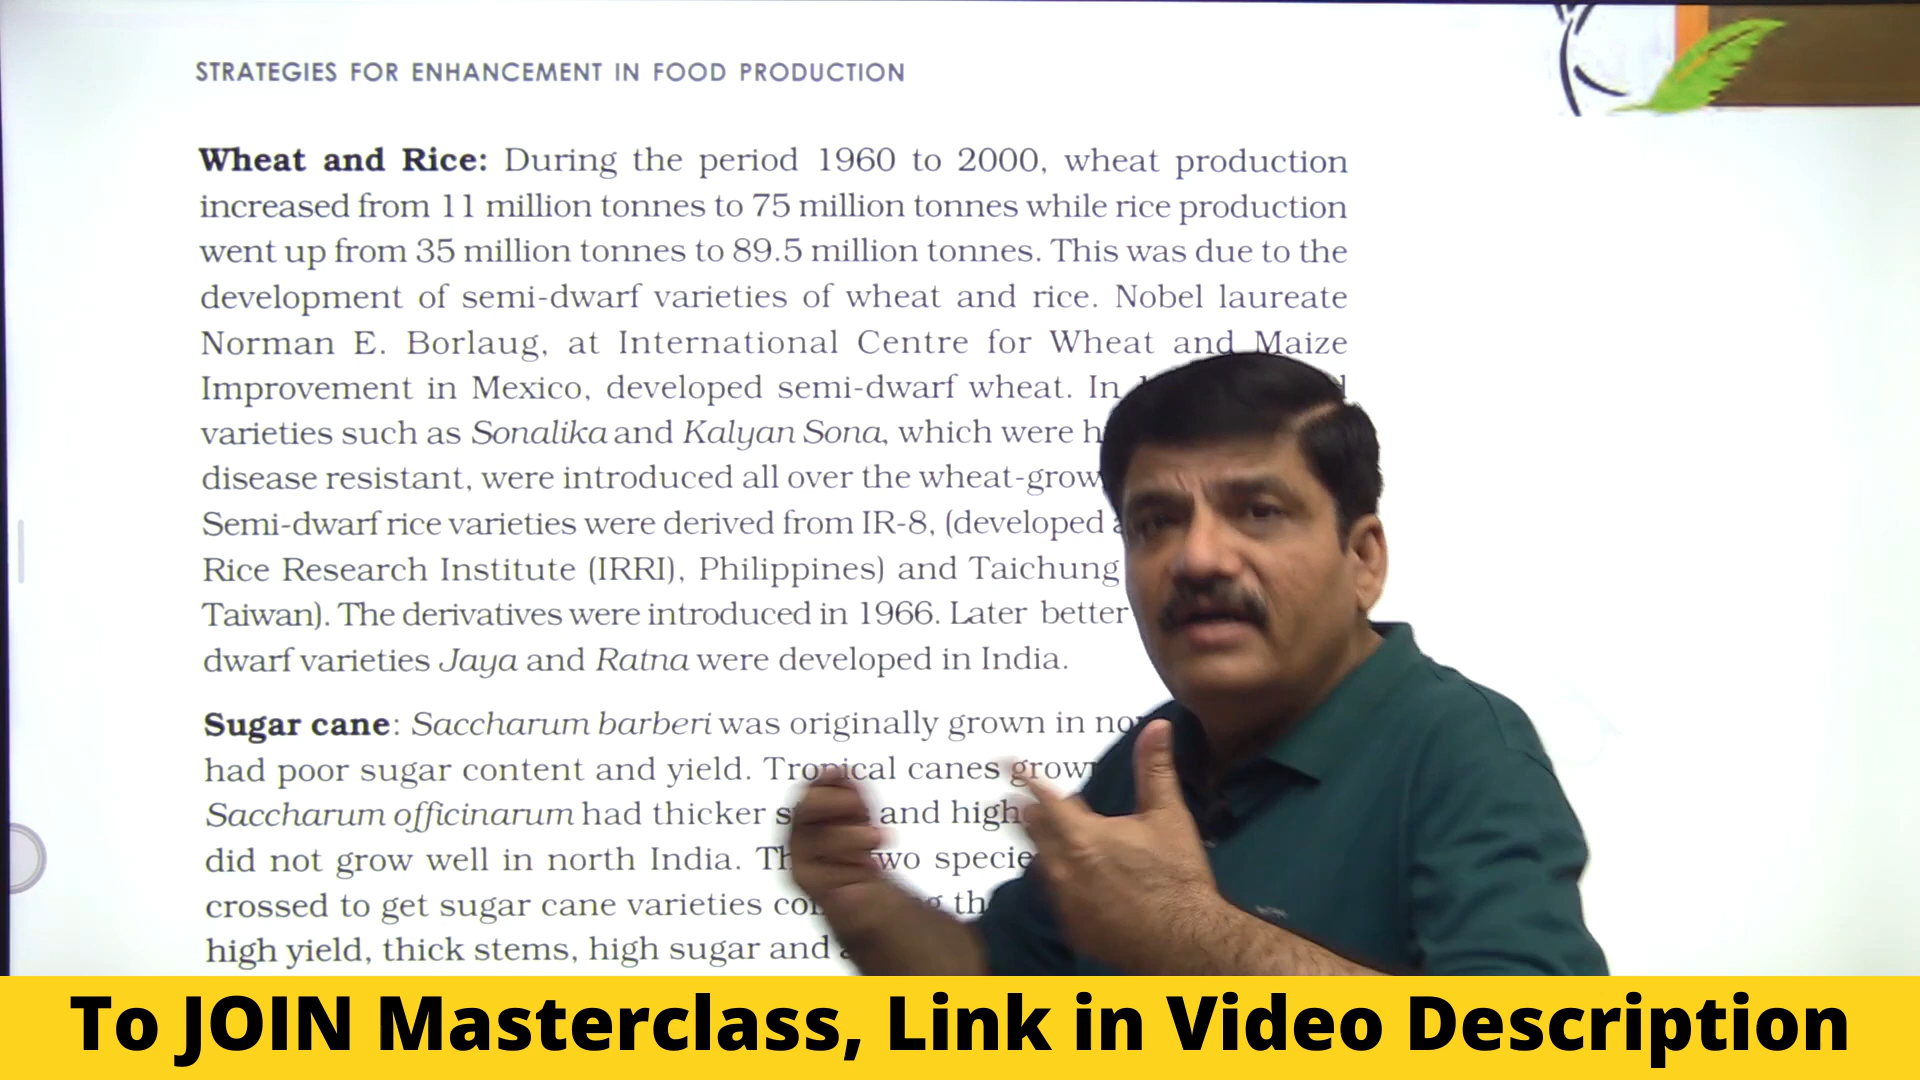 STRATEGIES FOR ENHANCEMENT IN FOOD PRODUCTION
Wheat and Rice: During the period 1960 to 2000, wheat production
increased from 11 million tonnes to 75 million tonnes while rice production
went up from 35 million tonnes to 89.5 million tonnes. This was due to the
development of semi-dwarf varieties of wheat and rice. Nobel laureate
Norman E. Borlaug, at International Centre for Wheat and Maize
Improvement in Mexico, developed semi-dwarf wheat. In
varieties such as Sonalika and Kalyan Sona, which were
disease resistant, were introduced all over the wheat-grow
Semi-dwarf rice varieties were derived from IR-8, (developed
Rice Research Institute (IRRI), Philippines) and Taichung
Taiwan). The derivatives were introduced in 1966. Later better
dwarf varieties Jaya and Ratna were developed in India.
Sugar cane: Saccharum barberi was originally grown in
had poor sugar content and yield. Tropical canes grown
Saccharum officinarum had thicker and high
did not grow well in north India. two specie
crossed to get sugar cane varieties
high yield, thick stems, high sugar and
To JOIN Masterclass, Link in Video Description